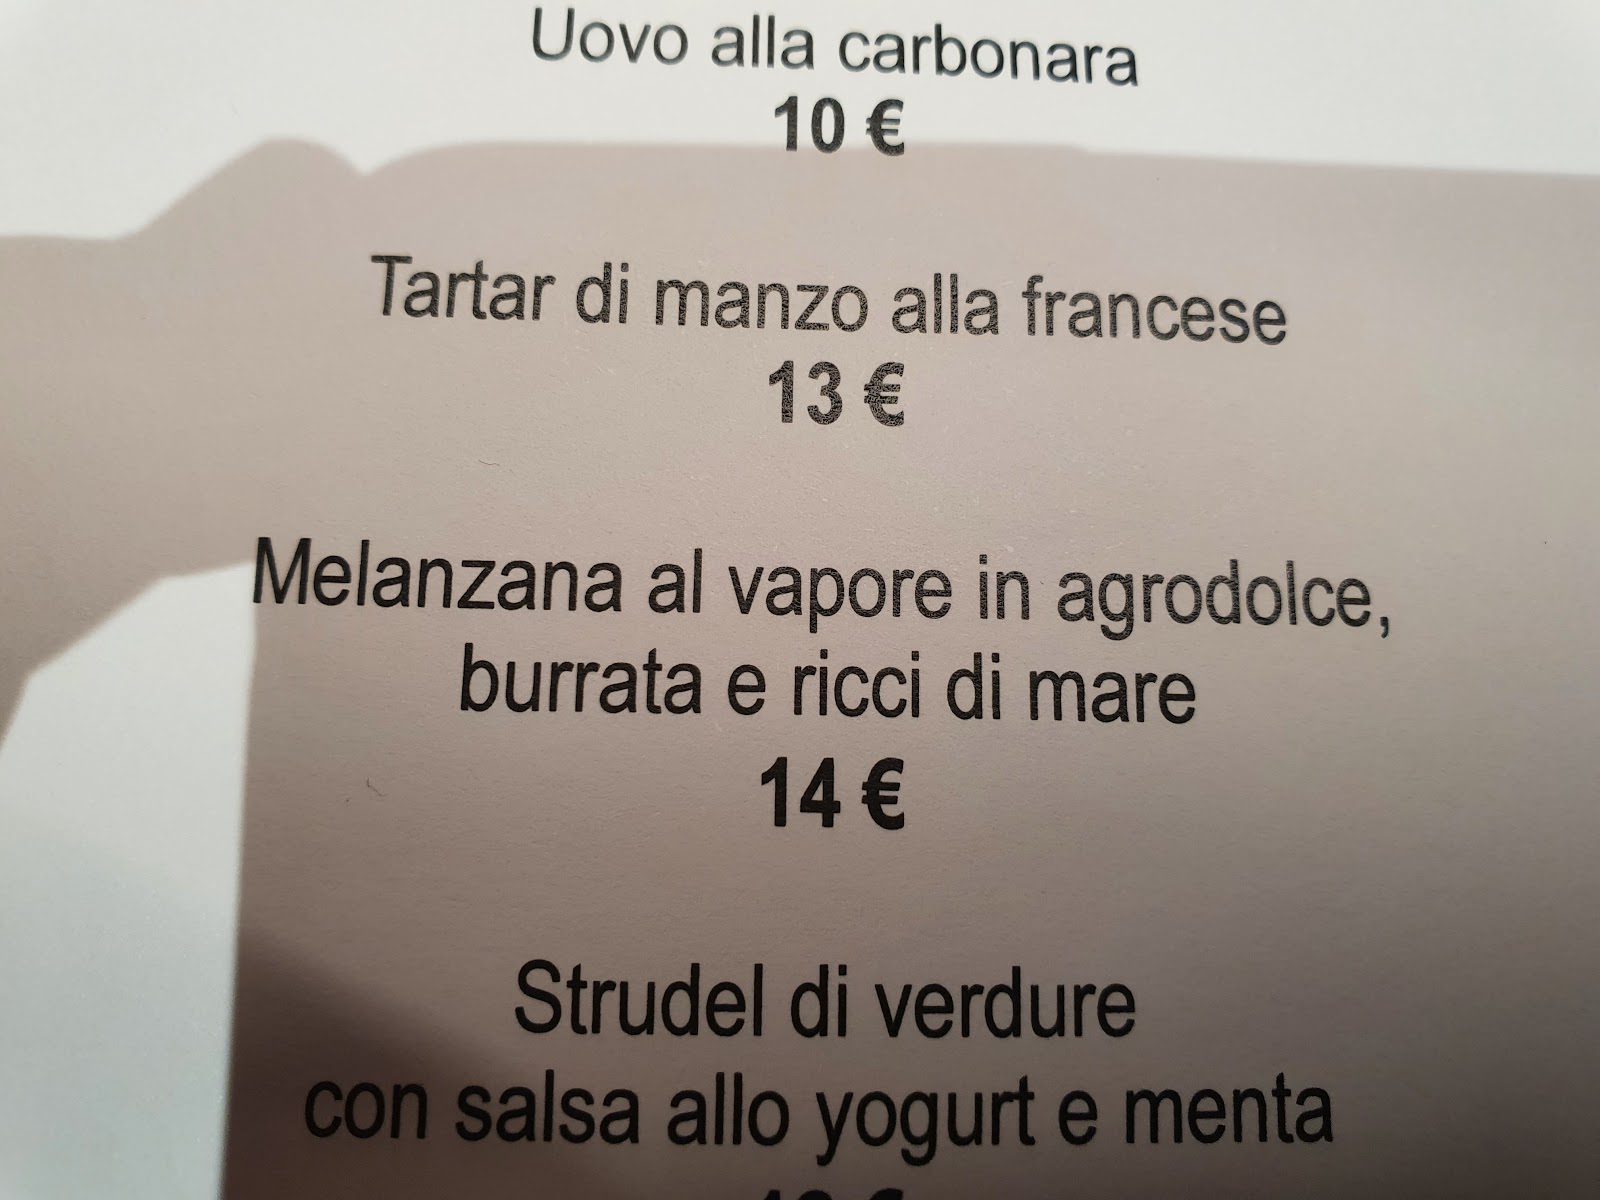 Uovo alla carbonara
10 €
Tartar di manzo alla francese
13 €
Melanzana al vapore in agrodolce,
burrata e ricci di mare
14 €
Strudel di verdure
con salsa allo yogurt e menta